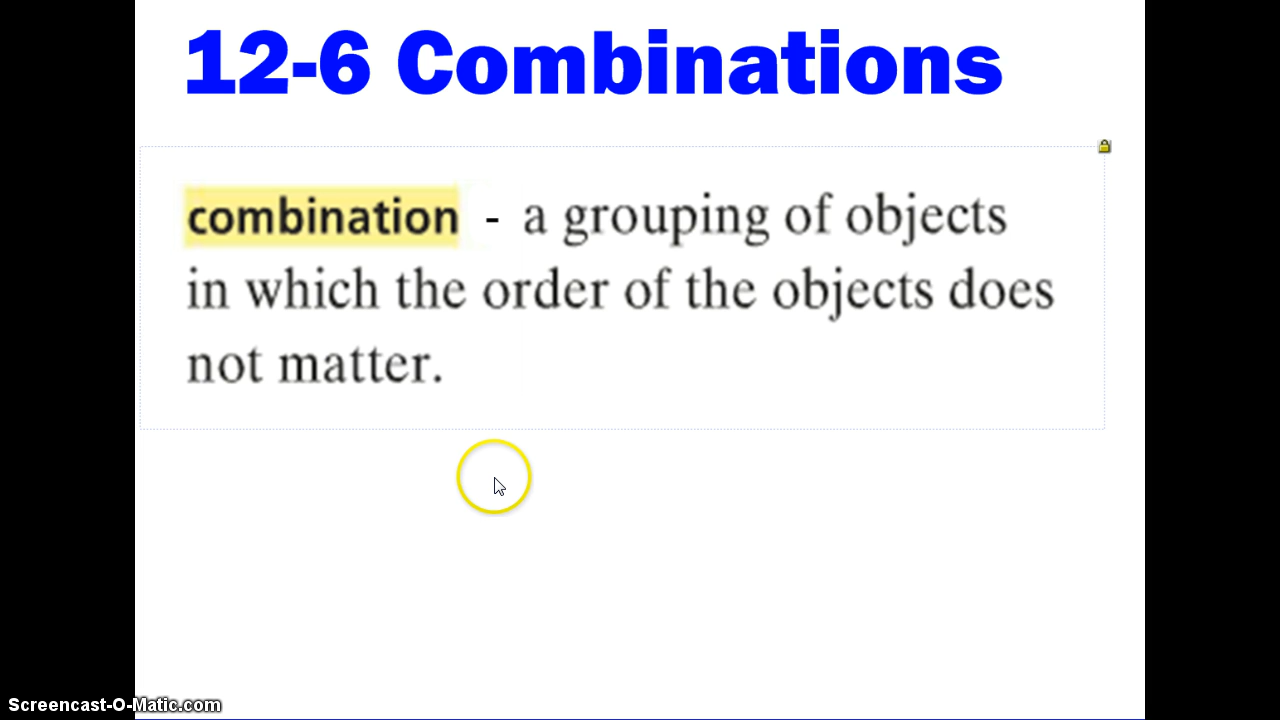 12-6 Combinations
combination - a grouping of objects
in which the order of the objects does
not matter.
Screencast-O-Matic.com